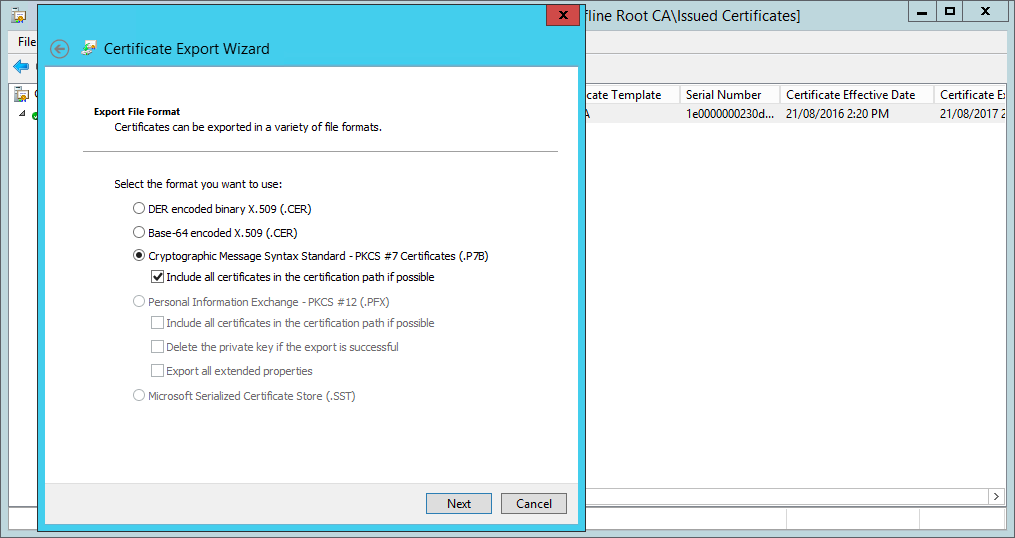 fline Root CA\Issued Certificates]
File
Certificate Export Wizard
cate Template Serial Number Certificate Effective Date Certificate E
A 1e0000000230d... 21/08/2016 2:20 PM 21/08/2017 2
Export File Format
Certificates can be exported in a variety of file formats.
Select the format you want to use:
DER encoded binary X.509 (.CER)
Base-64 encoded X.509 (.CER)
Cryptographic Message Syntax Standard - PKCS #7 Certificates (.P7B)
Include all certificates in the certification path if possible
Personal Information Exchange - PKCS #12 (.PFX)
Include all certificates in the certification path if possible
Delete the private key if the export is successful
Export all extended properties
Microsoft Serialized Certificate Store (.SST)
Next Cancel